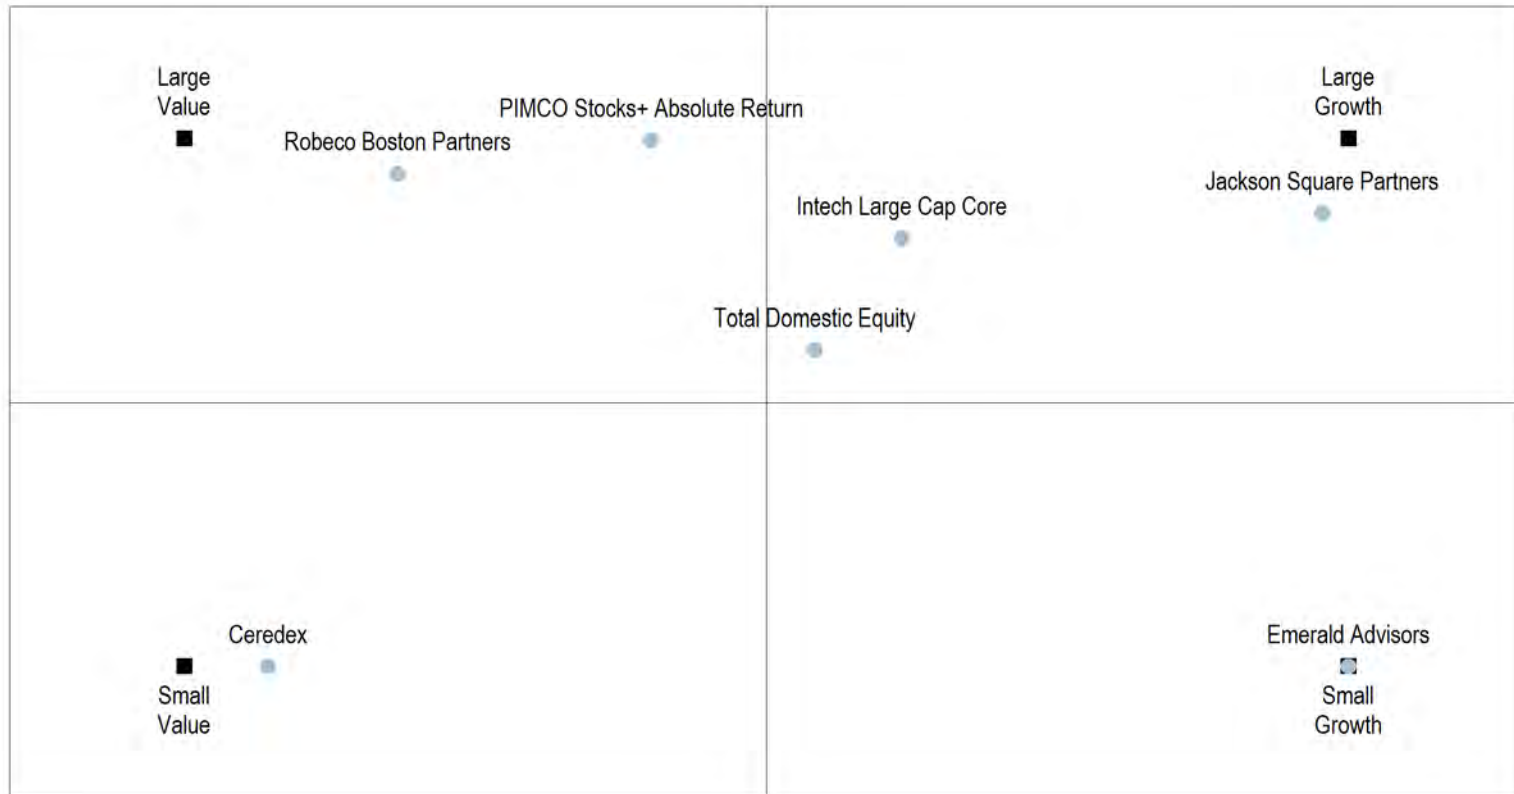 Large
Value
PIMCO Stocks+ Absolute Return
Large
Growth
Robeco Boston Partners
Jackson Square Partners
Intech Large Cap Core
Total Domestic Equity
Ceredex
Emerald Advisors
Small
Value
Small
Growth